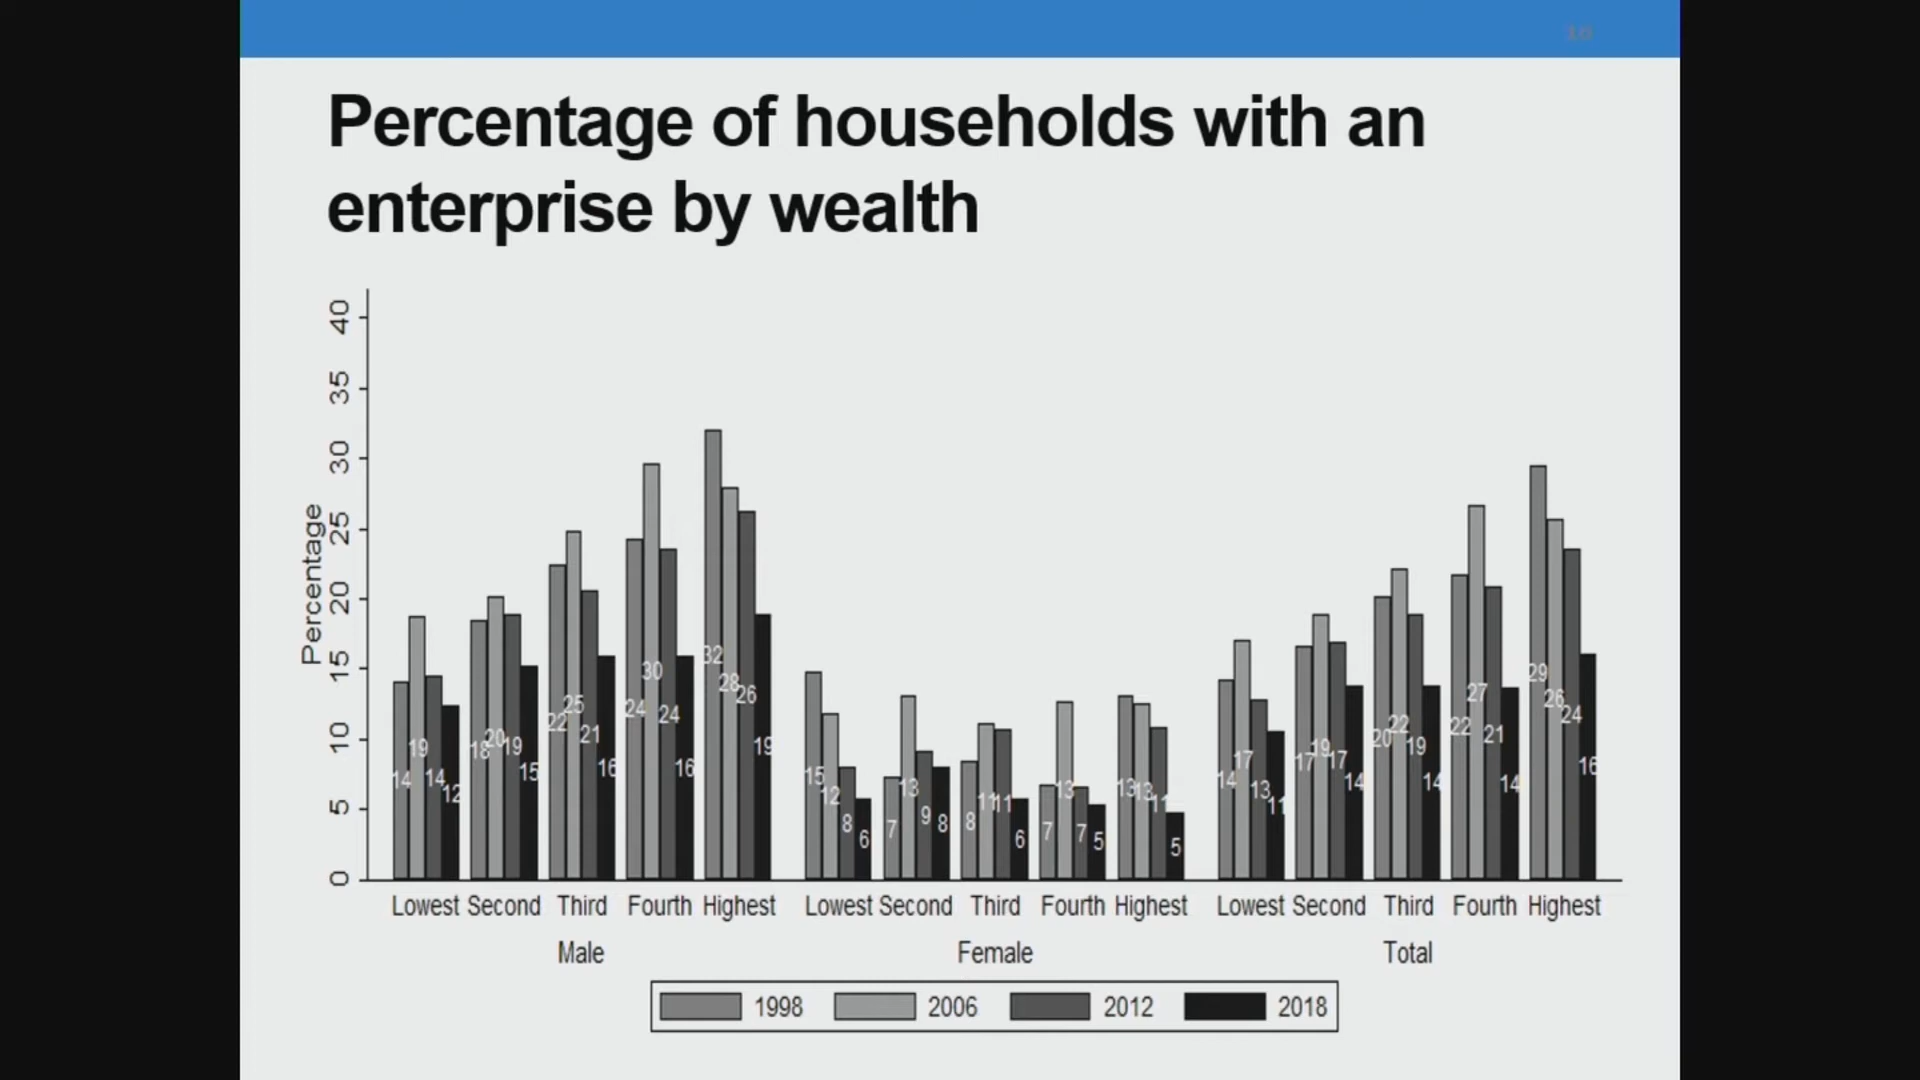 16
Percentage of households with an
enterprise by wealth
Percentage
40
35
30
25
20
15
10
5
0
14 19 14 12 18 20 19 15 22 25 21 16 24 30 24 16 32 28 26 19
15 12 8 6 7 13 9 8 8 11 11 6 7 13 7 5 13 13 11 5
14 17 13 11 17 19 17 14 20 22 19 14 22 27 21 14 29 26 24 16
Lowest Second Third Fourth Highest Lowest Second Third Fourth Highest Lowest Second Third Fourth Highest
Male Female Total
1998 2006 2012 2018